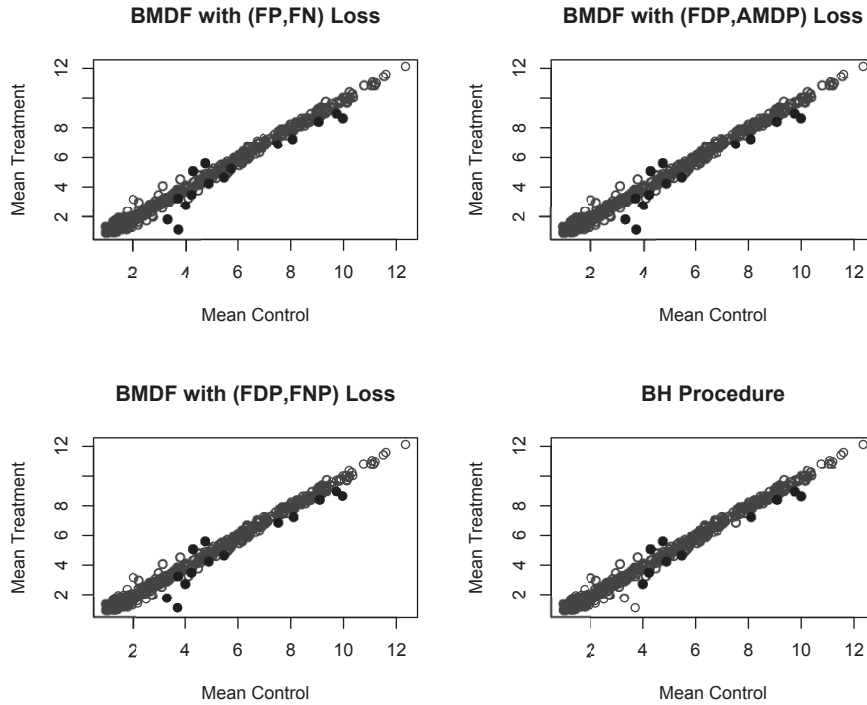 BMDF with (FP,FN) Loss
Mean Treatment
12
8
6
4
2
2 4 6 8 10 12
Mean Control
BMDF with (FDP,AMDP) Loss
Mean Treatment
12
8
6
4
2
2 4 6 8 10 12
Mean Control
BMDF with (FDP,FNP) Loss
Mean Treatment
12
8
6
4
2
2 4 6 8 10 12
Mean Control
BH Procedure
Mean Treatment
12
8
6
4
2
2 4 6 8 10 12
Mean Control